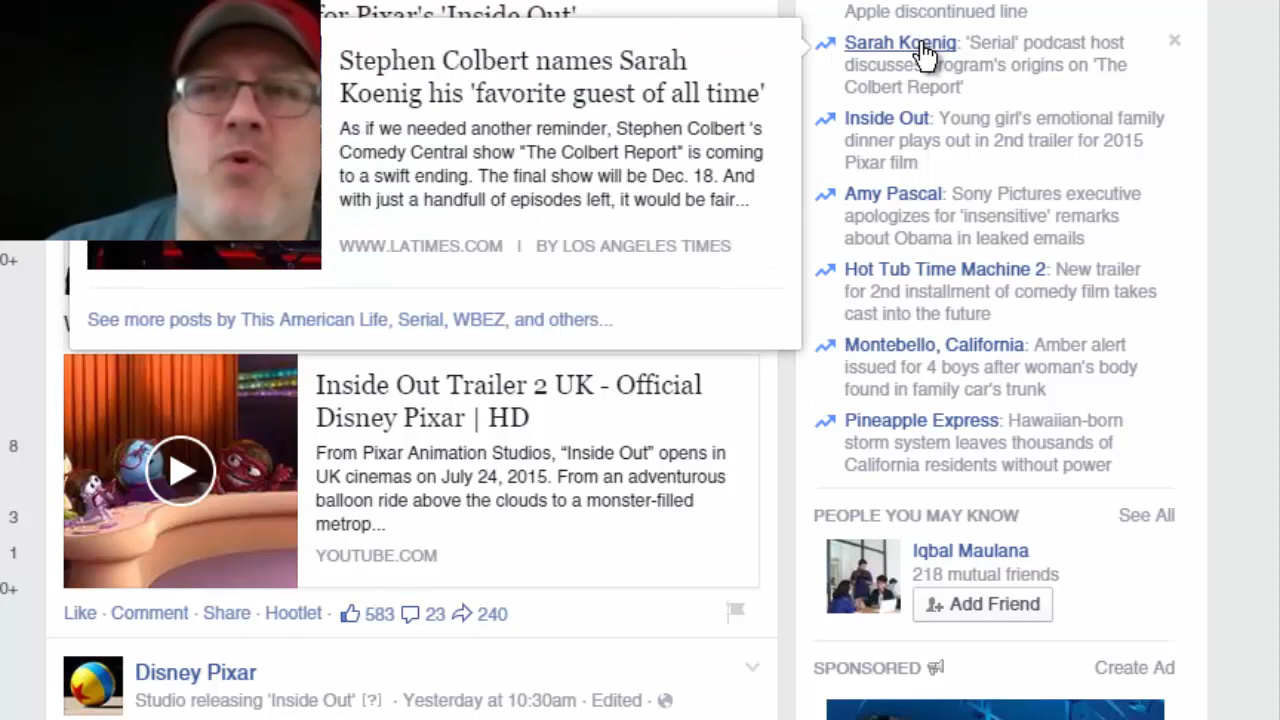 for Pixar's 'Inside Out'
Stephen Colbert names Sarah
Koenig his 'favorite guest of all time'
As if we needed another reminder, Stephen Colbert 's
Comedy Central show "The Colbert Report" is coming
to a swift ending. The final show will be Dec. 18. And
with just a handfull of episodes left, it would be fair...
WWW.LATIMES.COM | BY LOS ANGELES TIMES
See more posts by This American Life, Serial, WBEZ, and others...
0+
8
3
1
0+
Inside Out Trailer 2 UK - Official
Disney Pixar | HD
From Pixar Animation Studios, “Inside Out” opens in
UK cinemas on July 24, 2015. From an adventurous
balloon ride above the clouds to a monster-filled
metrop...
YOUTUBE.COM
Like · Comment · Share · Hootlet · 583 23 240
Disney Pixar
Studio releasing 'Inside Out' [?] · Yesterday at 10:30am · Edited ·
Apple discontinued line
Sarah Koenig: 'Serial' podcast host
discusses program's origins on 'The
Colbert Report'
Inside Out: Young girl's emotional family
dinner plays out in 2nd trailer for 2015
Pixar film
Amy Pascal: Sony Pictures executive
apologizes for 'insensitive' remarks
about Obama in leaked emails
Hot Tub Time Machine 2: New trailer
for 2nd installment of comedy film takes
cast into the future
Montebello, California: Amber alert
issued for 4 boys after woman's body
found in family car's trunk
Pineapple Express: Hawaiian-born
storm system leaves thousands of
California residents without power
PEOPLE YOU MAY KNOW See All
Iqbal Maulana
218 mutual friends
Add Friend
SPONSORED Create Ad